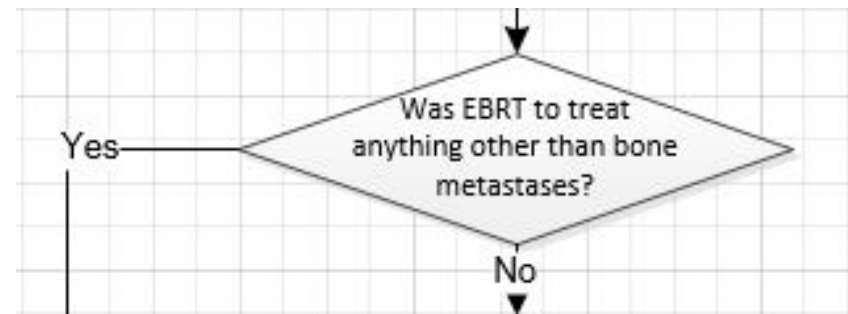 Was EBRT to treat
Yes
anything other than bone
metastases?
No